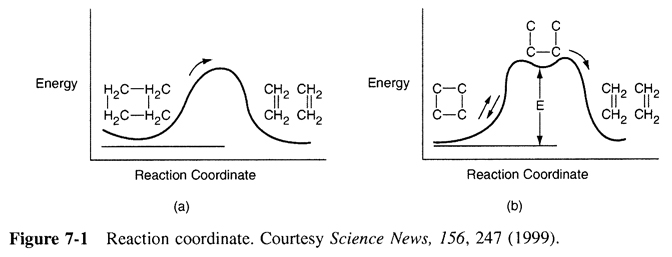 Energy
H₂C—H₂C
H₂C—H₂C
CH₂ CH₂
CH₂ CH₂
Reaction Coordinate
(a)
Energy
C C
C—C
C—C
C—C
E
CH₂ CH₂
CH₂ CH₂
Reaction Coordinate
(b)
Figure 7-1 Reaction coordinate. Courtesy Science News, 156, 247 (1999).